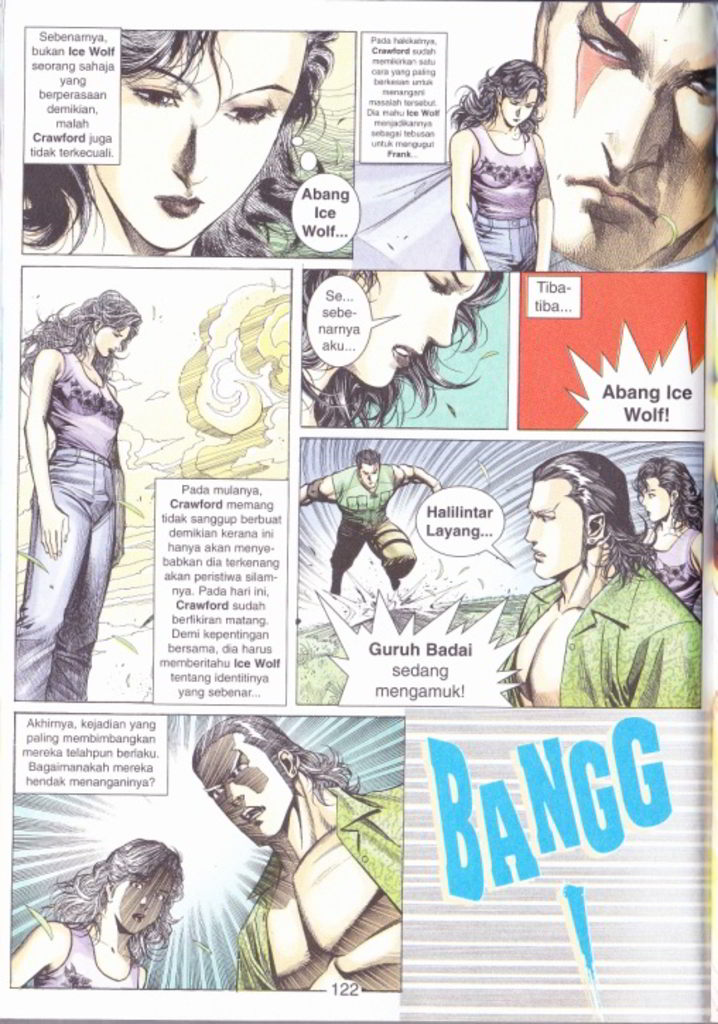 Sebenarnya,
bukan Ice Wolf
seorang sahaja
yang
berperasaan
demikian,
malah
Crawford juga
tidak terkecuali.
Abang
Ice
Wolf...
Pada hakikatnya,
Crawford sudah
memikirkan satu
cara yang paling
berkesan untuk
menangani
masalah tersebut.
Dia mahu Ice Wolf
menjadikannya
sebagai tebusan
untuk mengugut
Frank...
Pada mulanya,
Crawford memang
tidak sanggup berbuat
demikian kerana ini
hanya akan menye-
babkan dia terkenang
akan peristiwa silam-
nya. Pada hari ini,
Crawford sudah
berfikiran matang.
Demi kepentingan
bersama, dia harus
memberitahu Ice Wolf
tentang identitinya
yang sebenar...
Se...
sebe-
narnya
aku...
Tiba-
tiba...
Abang Ice
Wolf!
Halilintar
Layang...
Guruh Badai
sedang
mengamuk!
Akhirnya, kejadian yang
paling membimbangkan
mereka telahpun berlaku.
Bagaimanakah mereka
hendak menanganinya?
BANGG
!
122